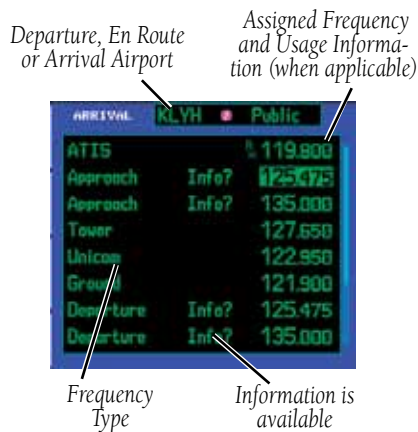 Departure, En Route
or Arrival Airport
Assigned Frequency
and Usage Informa-
tion (when applicable)
ARRIVAL KLYH Public
ATIS 119.800
Approach Info? 125.475
Approach Info? 135.000
Tower 127.650
Unicom 122.950
Ground 121.900
Departure Info? 125.475
Departure Info? 135.000
Frequency
Type
Information is
available